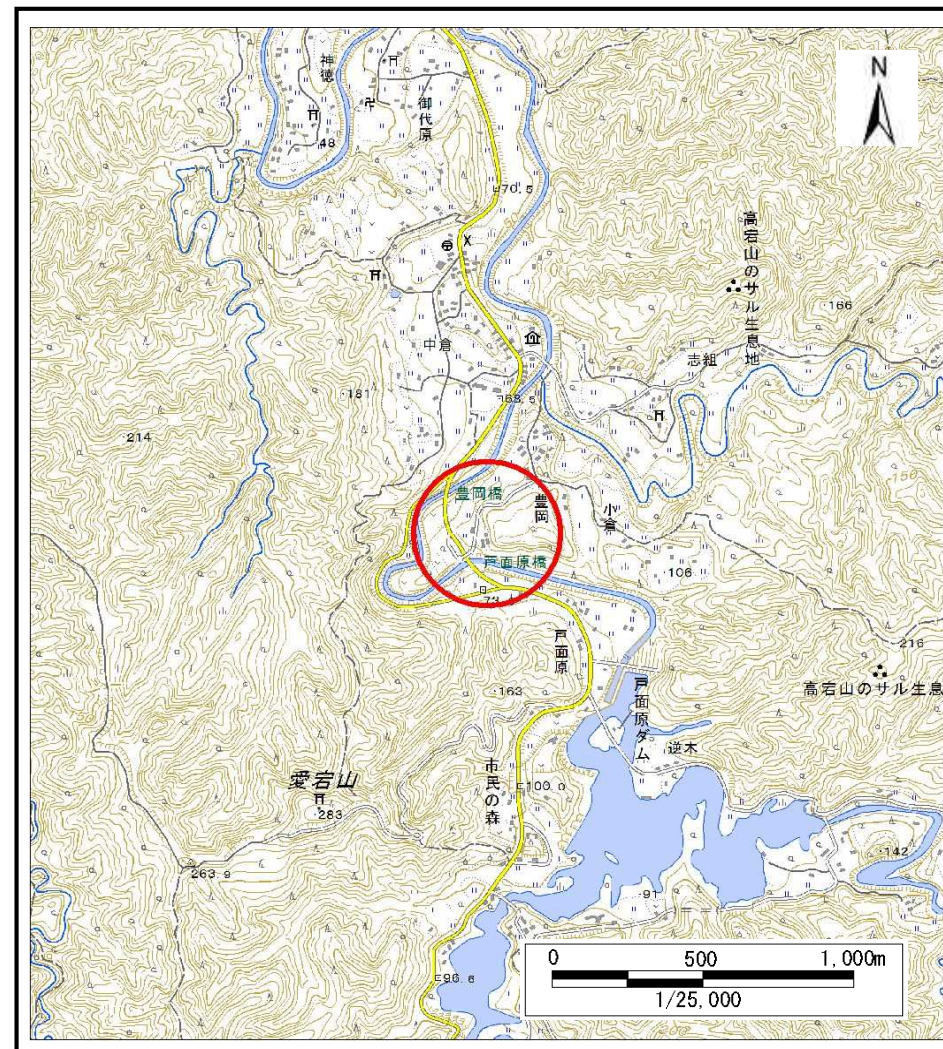 神徳
御代原
48
N
70.5
高宕山のサル生息地
166
中倉
志組
181
68.5
214
豊岡橋
豊岡
小倉
戸面原橋
106
73.4
216
戸面原
163
高宕山のサル生息
戸面原ダム
逆木
愛宕山
市民の森
100.0
283
142
263.9
91
0 500 1,000m
96.6
1/25,000